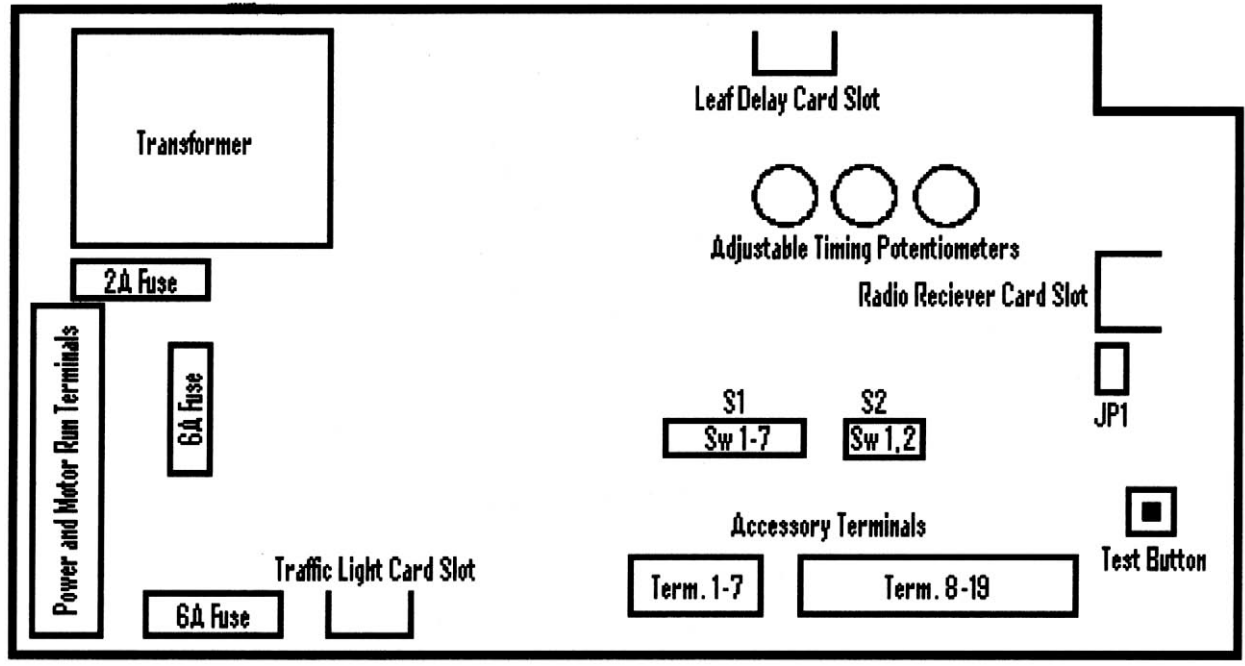 Leaf Delay Card Slot
Transformer
Adjustable Timing Potentiometers
2A Fuse
Radio Reciever Card Slot
Power and Motor Run Terminals
6A Fuse
S1
S2
JP1
Sw 1-7
Sw 1,2
Accessory Terminals
Test Button
Traffic Light Card Slot
Term. 1-7
Term. 8-19
6A Fuse